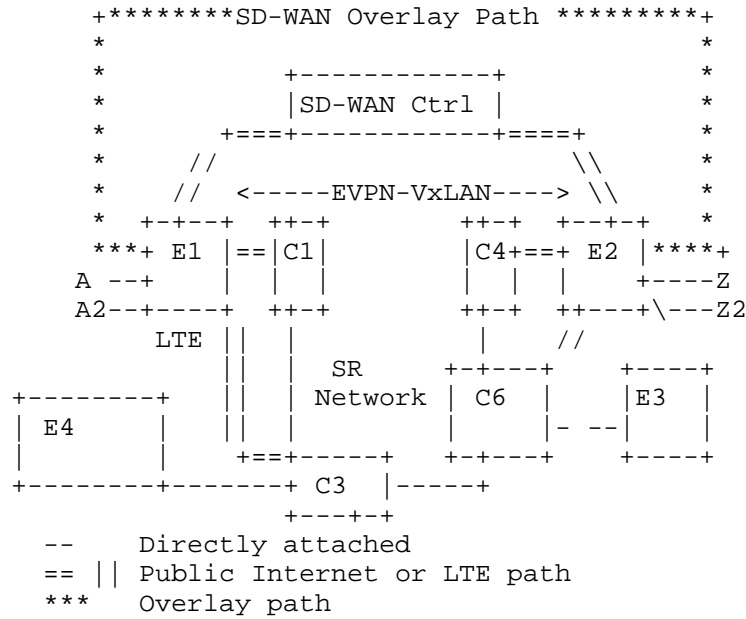 SD-WAN Overlay Path
SD-WAN Ctrl
EVPN-VxLAN
E1 C1 C4 E2
A Z
A2 Z2
LTE
SR
Network C6 E3
E4
C3
-- Directly attached
== || Public Internet or LTE path
*** Overlay path